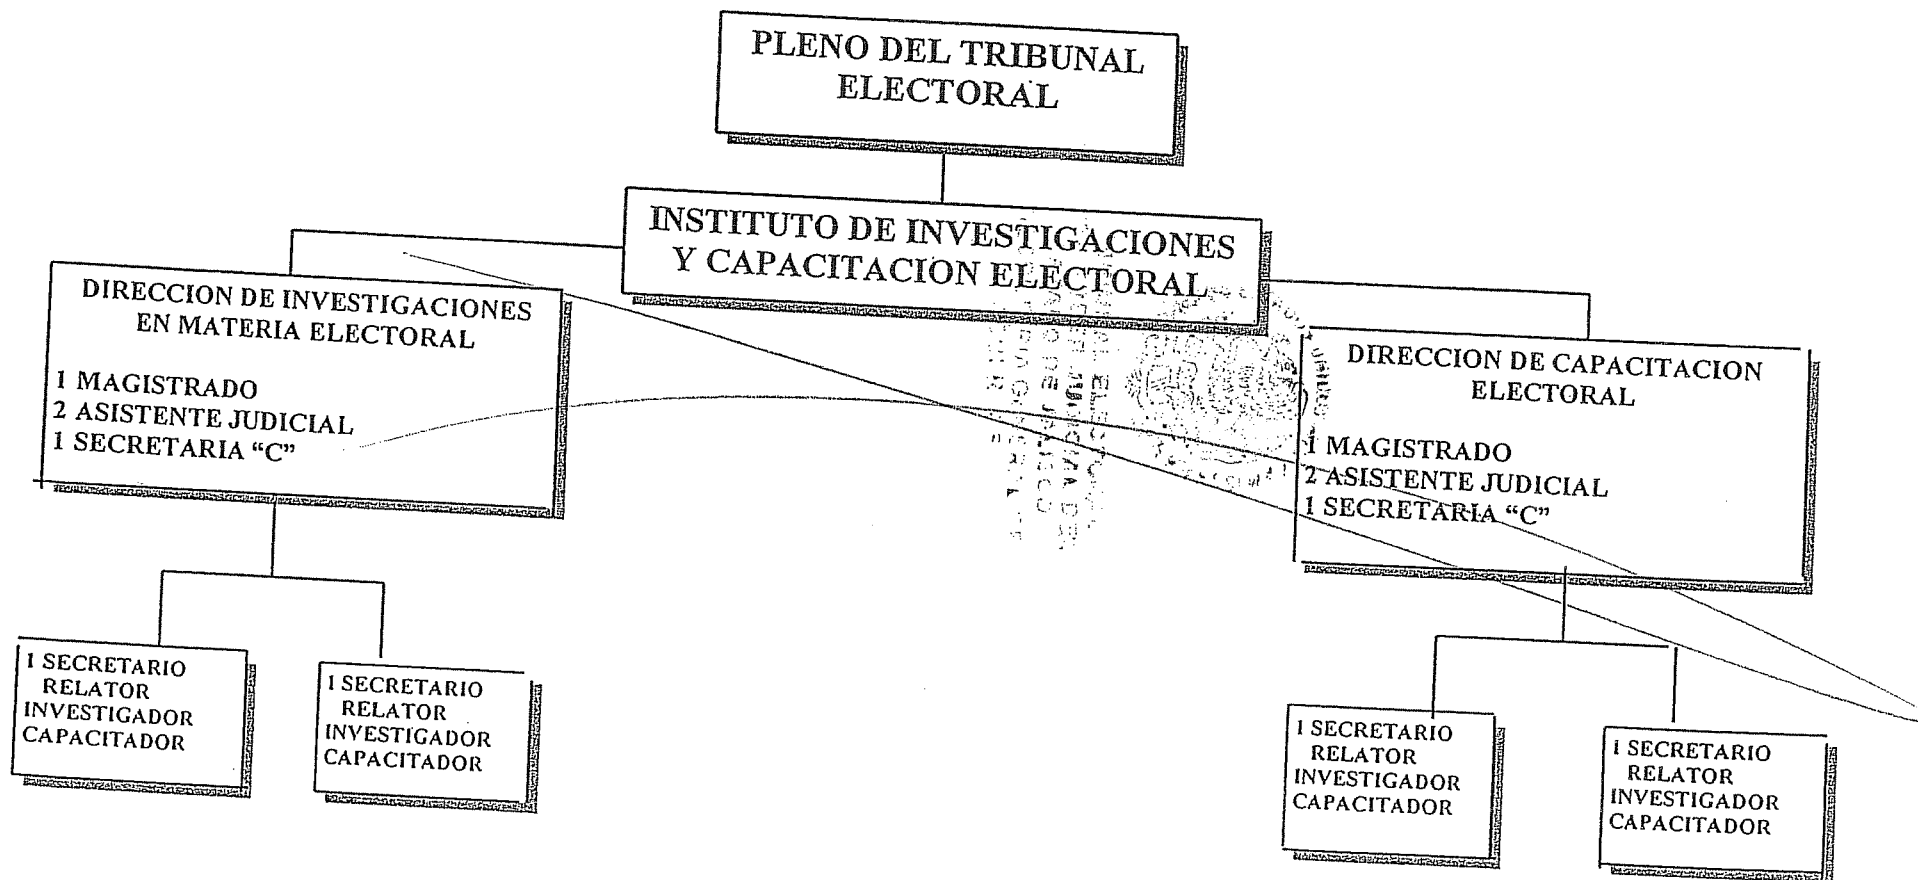 PLENO DEL TRIBUNAL
ELECTORAL
INSTITUTO DE INVESTIGACIONES
Y CAPACITACION ELECTORAL
DIRECCION DE INVESTIGACIONES
EN MATERIA ELECTORAL
1 MAGISTRADO
2 ASISTENTE JUDICIAL
1 SECRETARIA “C”
DIRECCION DE CAPACITACION
ELECTORAL
1 MAGISTRADO
2 ASISTENTE JUDICIAL
1 SECRETARIA “C”
1 SECRETARIO
RELATOR
INVESTIGADOR
CAPACITADOR
1 SECRETARIO
RELATOR
INVESTIGADOR
CAPACITADOR
1 SECRETARIO
RELATOR
INVESTIGADOR
CAPACITADOR
1 SECRETARIO
RELATOR
INVESTIGADOR
CAPACITADOR